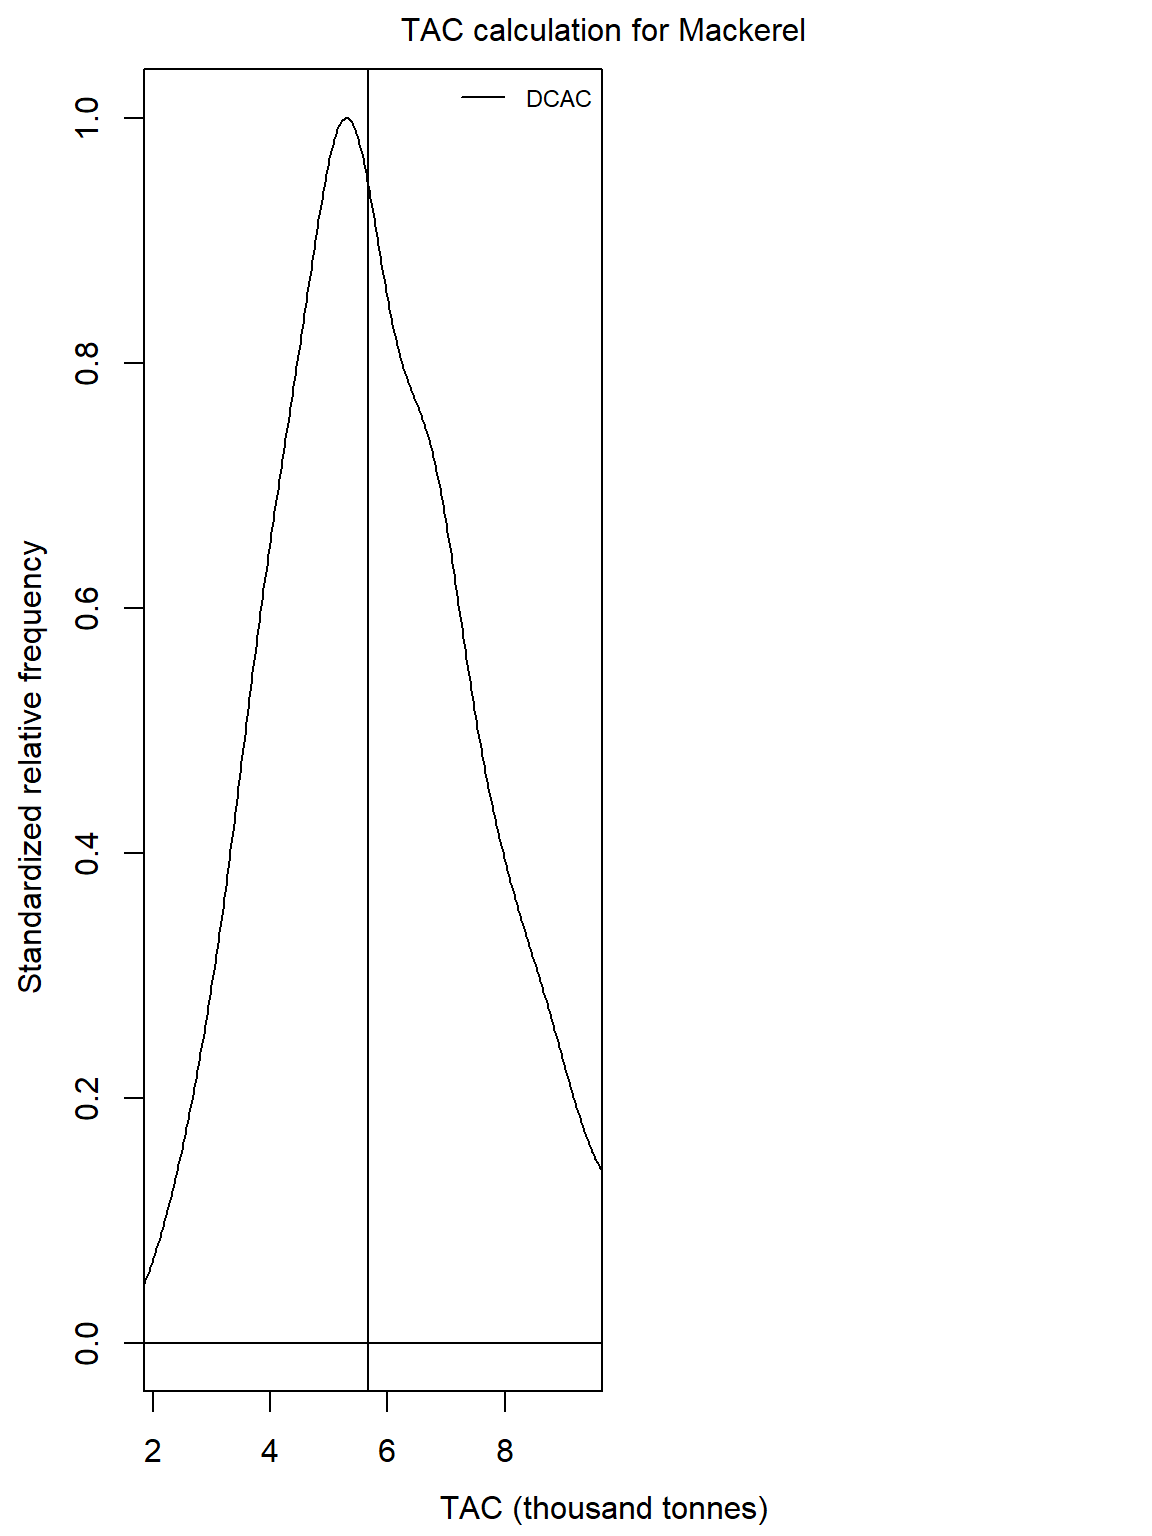 TAC calculation for Mackerel
DCAC
1.0
0.8
0.6
0.4
0.2
0.0
Standardized relative frequency
2 4 6 8
TAC (thousand tonnes)